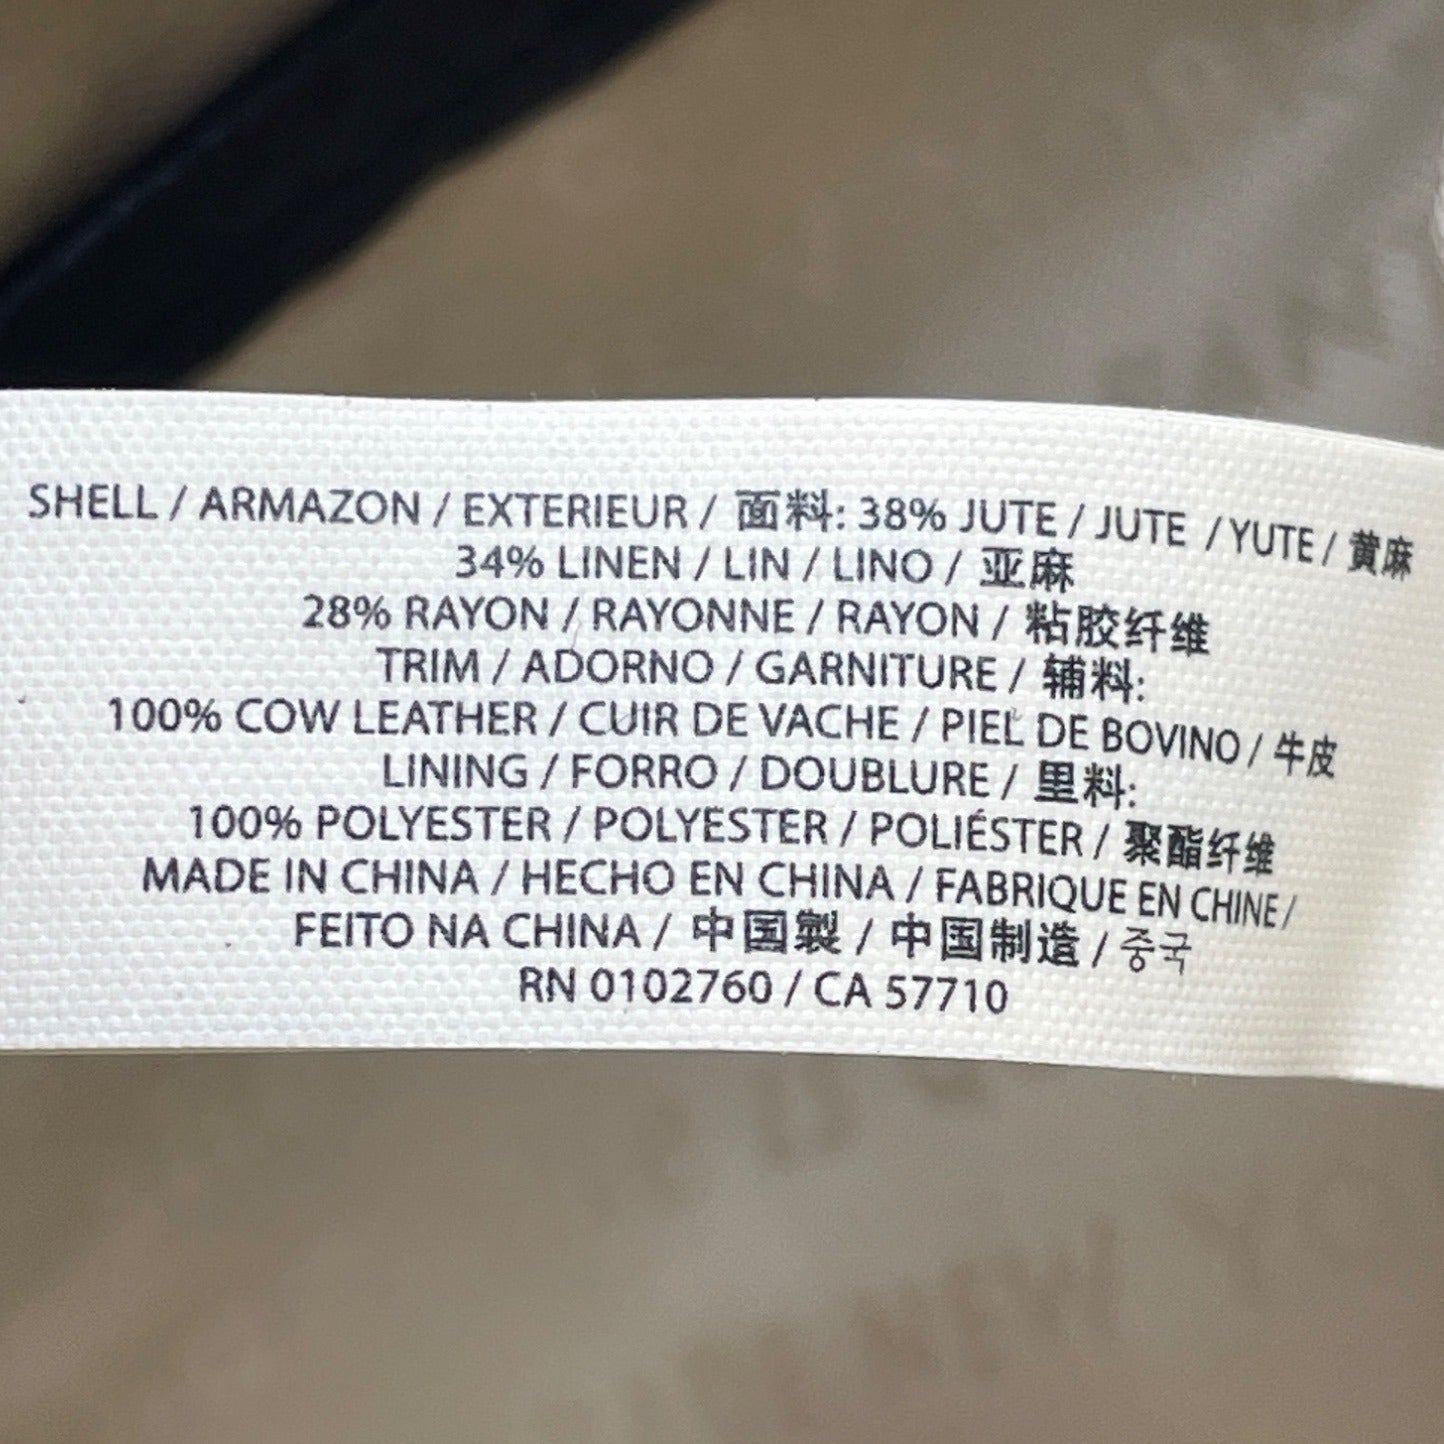 SHELL / ARMAZON / EXTERIEUR / 面料: 38% JUTE / JUTE / YUTE / 黄麻
34% LINEN / LIN / LINO / 亚麻
28% RAYON / RAYONNE / RAYON / 粘胶纤维
TRIM / ADORNO / GARNITURE / 辅料:
100% COW LEATHER / CUIR DE VACHE / PIEL DE BOVINO / 牛皮
LINING / FORRO / DOUBLURE / 里料:
100% POLYESTER / POLYESTER / POLIÉSTER / 聚酯纤维
MADE IN CHINA / HECHO EN CHINA / FABRIQUE EN CHINE /
FEITO NA CHINA / 中国製 / 中国制造 / 중국
RN 0102760 / CA 57710